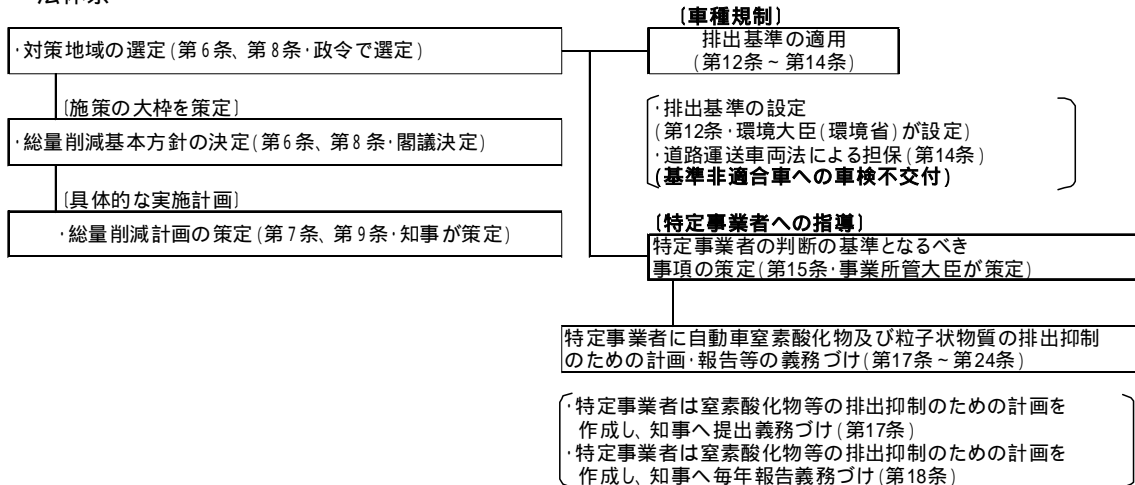 法体系
〔車種規制〕
・対策地域の選定(第6条、第8条・政令で選定)
排出基準の適用
(第12条~第14条)
〔施策の大枠を策定〕
・総量削減基本方針の決定(第6条、第8条・閣議決定)
・排出基準の設定
(第12条・環境大臣(環境省)が設定)
・道路運送車両法による担保(第14条)
(基準非適合車への車検不交付)
〔具体的な実施計画〕
・総量削減計画の策定(第7条、第9条・知事が策定)
〔特定事業者への指導〕
特定事業者の判断の基準となるべき
事項の策定(第15条・事業所管大臣が策定)
特定事業者に自動車窒素酸化物及び粒子状物質の排出抑制
のための計画・報告等の義務づけ(第17条~第24条)
・特定事業者は窒素酸化物等の排出抑制のための計画を
作成し、知事へ提出義務づけ(第17条)
・特定事業者は窒素酸化物等の排出抑制のための計画を
作成し、知事へ毎年報告義務づけ(第18条)